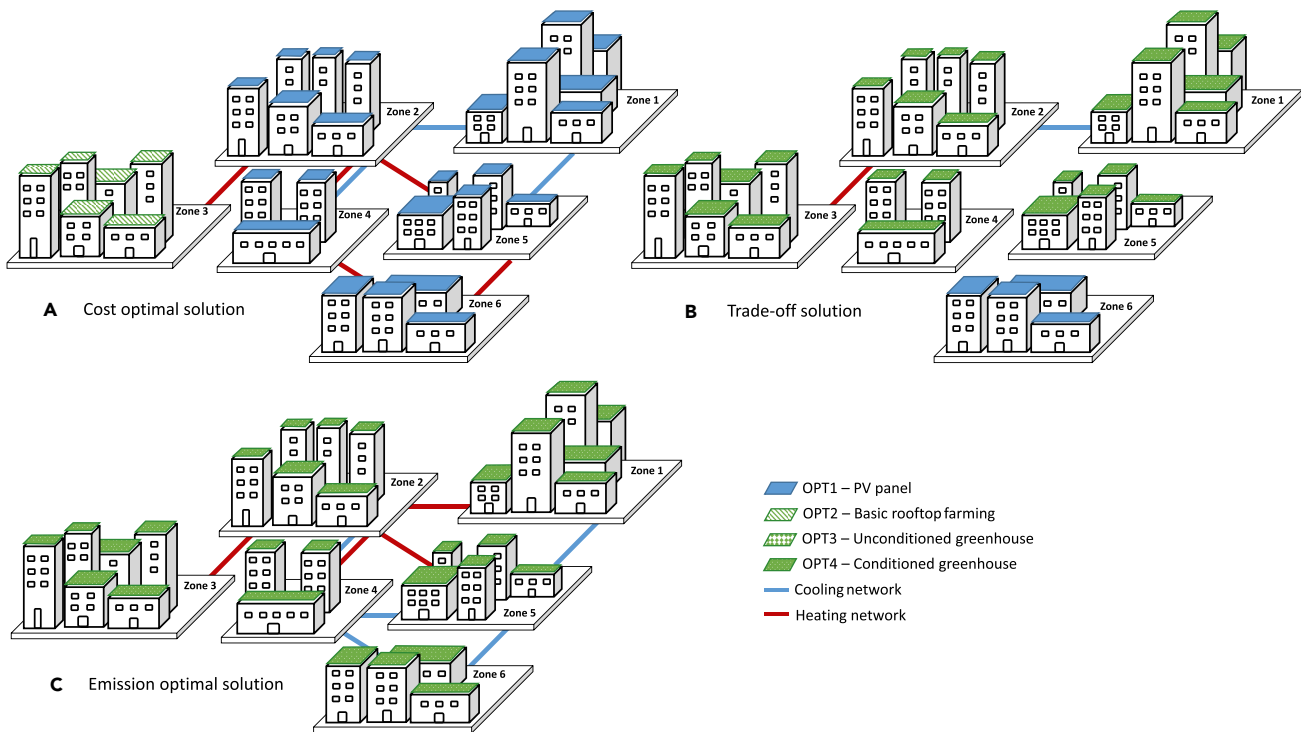 Zone 1
Zone 2
Zone 3
Zone 4
Zone 5
Zone 6
A Cost optimal solution
Zone 1
Zone 2
Zone 3
Zone 4
Zone 5
Zone 6
B Trade-off solution
Zone 1
Zone 2
Zone 3
Zone 4
Zone 5
Zone 6
C Emission optimal solution
OPT1 – PV panel
OPT2 – Basic rooftop farming
OPT3 – Unconditioned greenhouse
OPT4 – Conditioned greenhouse
Cooling network
Heating network